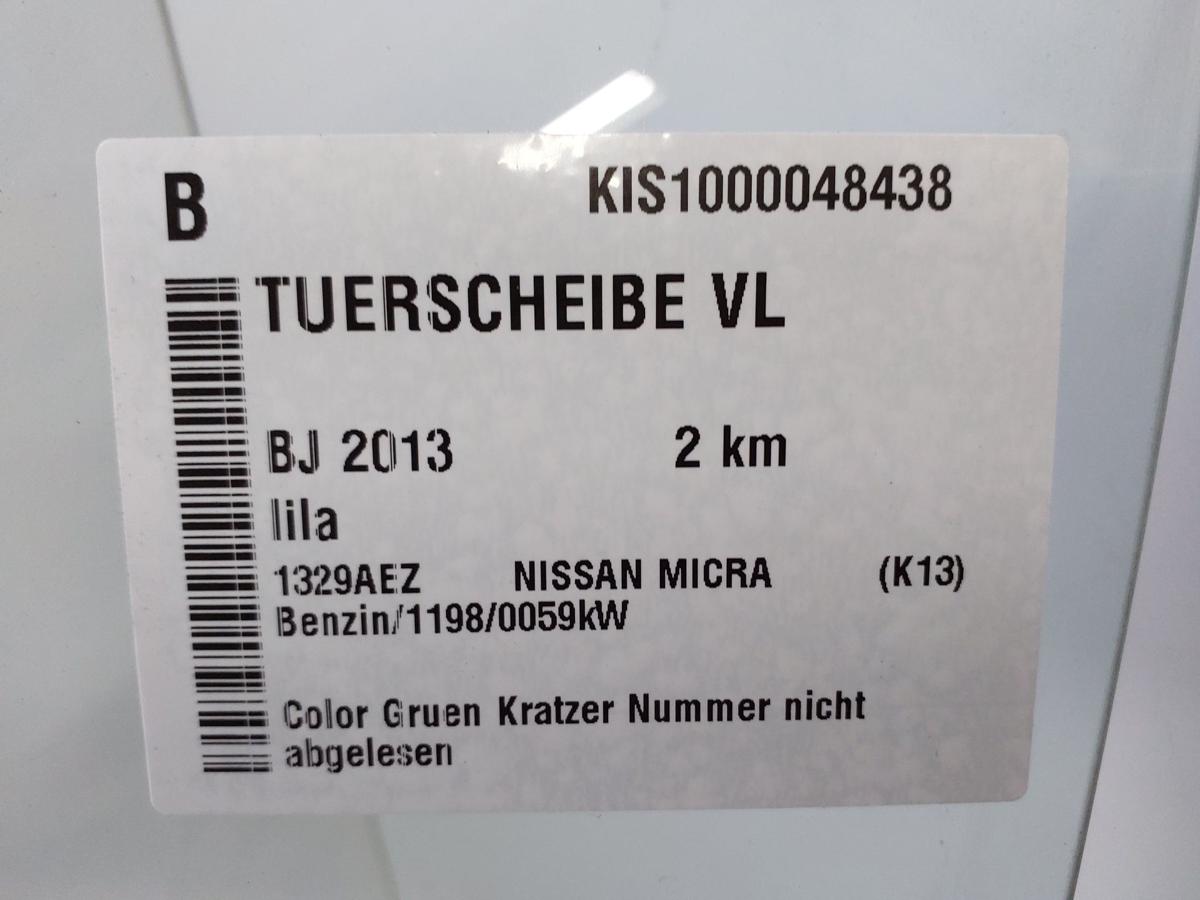 B
KIS1000048438
TUERSCHEIBE VL
BJ 2013 2 km
lila
1329AEZ NISSAN MICRA (K13)
Benzin/1198/0059kW
Color Gruen Kratzer Nummer nicht
abgelesen